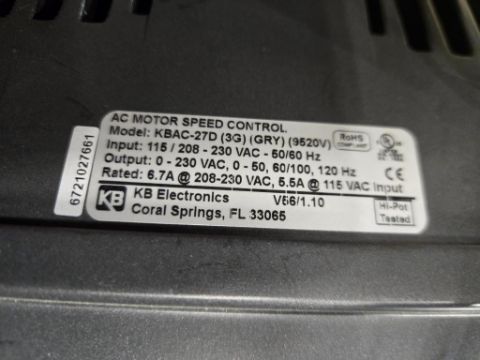 AC MOTOR SPEED CONTROL
Model: KBAC-27D (3G) (GRY) (9520V)
RoHS
COMPLIANT
Input: 115 / 208 - 230 VAC - 50/60 Hz
Output: 0 - 230 VAC, 0 - 50, 60/100, 120 Hz
Rated: 6.7A @ 208-230 VAC, 5.5A @ 115 VAC Input
KB
KB Electronics
V56/1.10
Coral Springs, FL 33065
Hi-Pot
Tested
6721027661